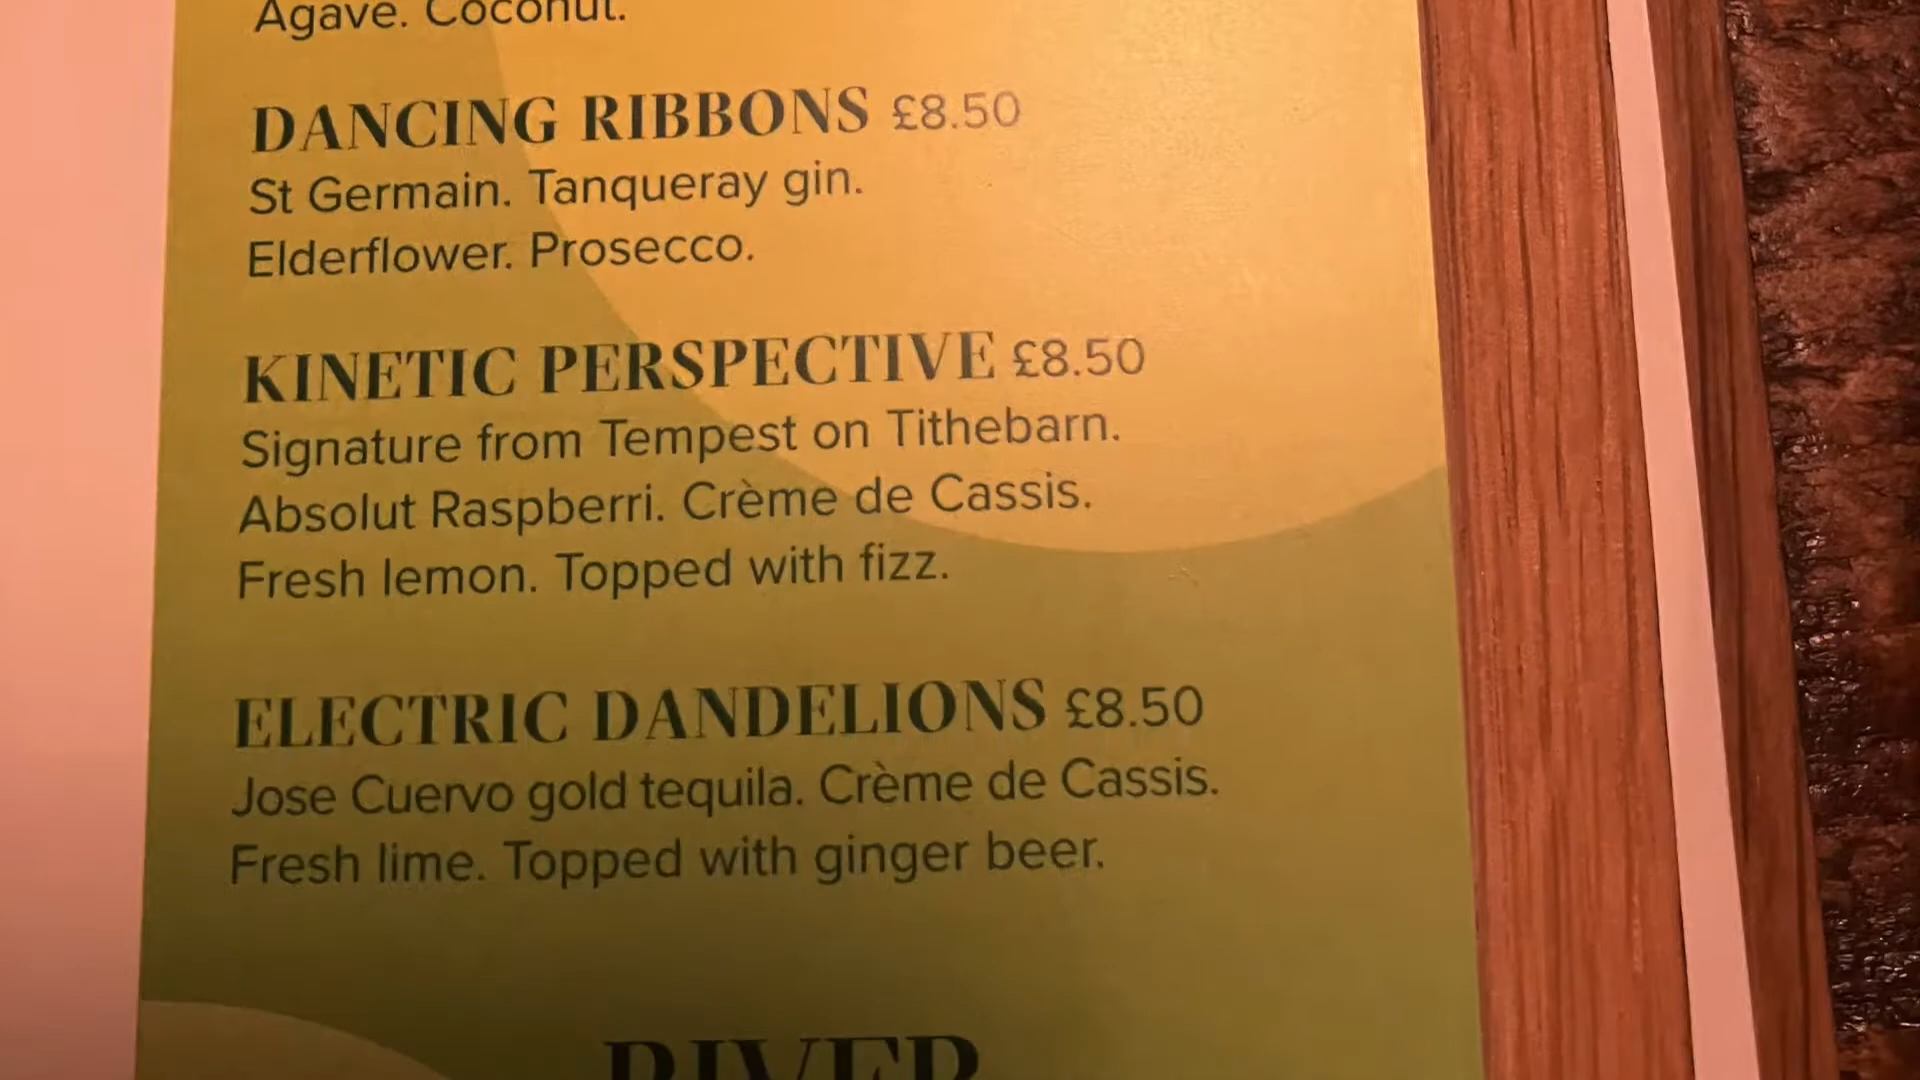 Agave. Coconut.
DANCING RIBBONS £8.50
St Germain. Tanqueray gin.
Elderflower. Prosecco.
KINETIC PERSPECTIVE £8.50
Signature from Tempest on Tithebarn.
Absolut Raspberri. Crème de Cassis.
Fresh lemon. Topped with fizz.
ELECTRIC DANDELIONS £8.50
Jose Cuervo gold tequila. Crème de Cassis.
Fresh lime. Topped with ginger beer.
RIVER